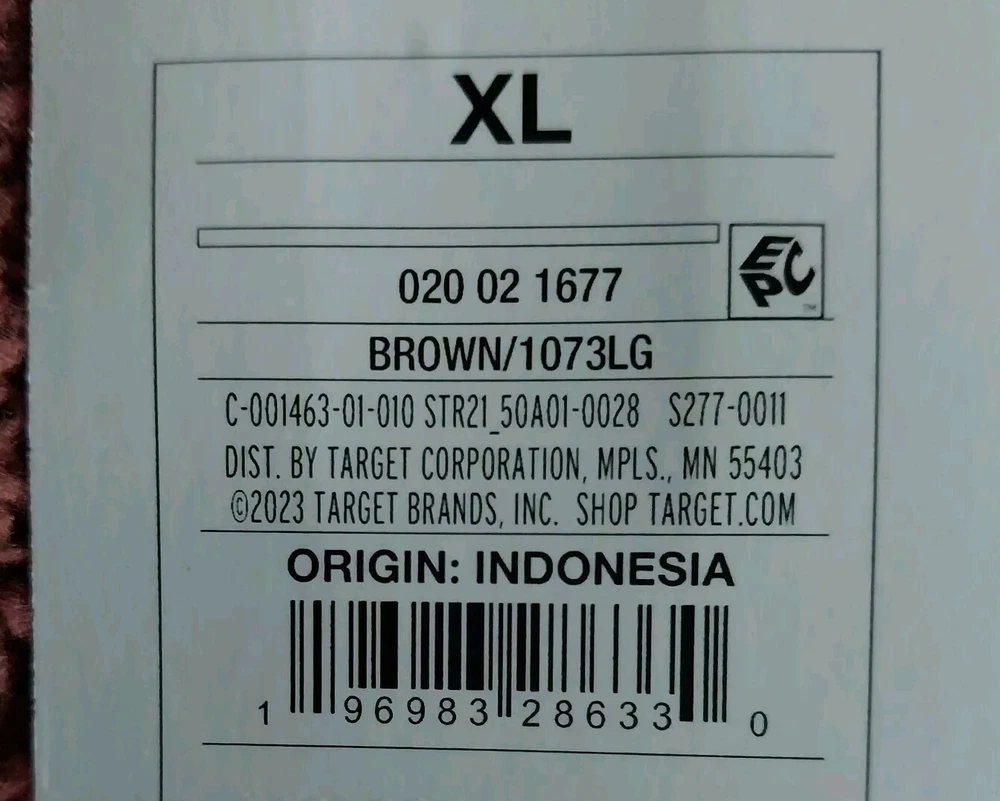 XL
EPC™
020 02 1677
BROWN/1073LG
C-001463-01-010 STR21_50A01-0028 S277-0011
DIST. BY TARGET CORPORATION, MPLS., MN 55403
©2023 TARGET BRANDS, INC. SHOP TARGET.COM
ORIGIN: INDONESIA
1 96983 28633 0